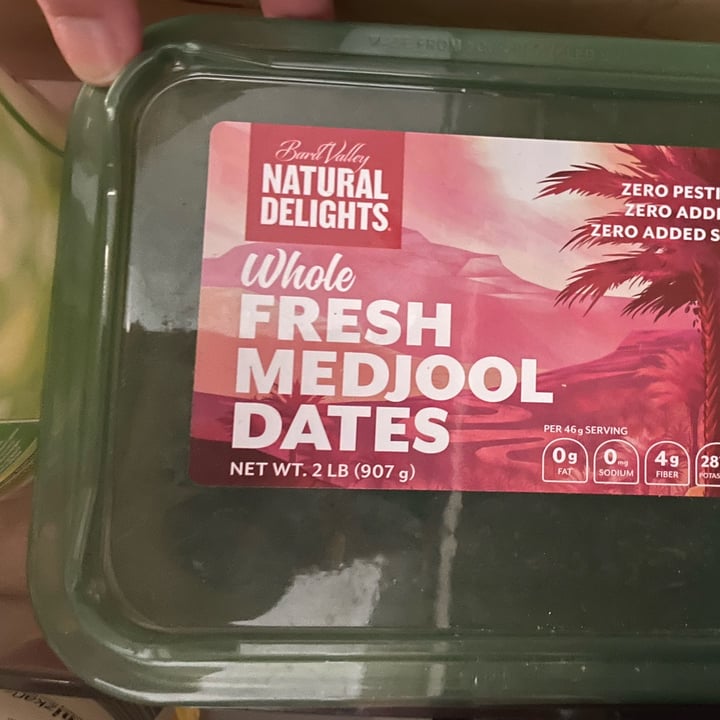 Bard Valley
NATURAL
DELIGHTS
ZERO
ZERO
ZERO ADDED
Whole
FRESH
MEDJOOL
DATES
NET WT. 2 LB (907 g)
PER 46 g SERVING
0g
FAT
0mg
SODIUM
4g
FIBER